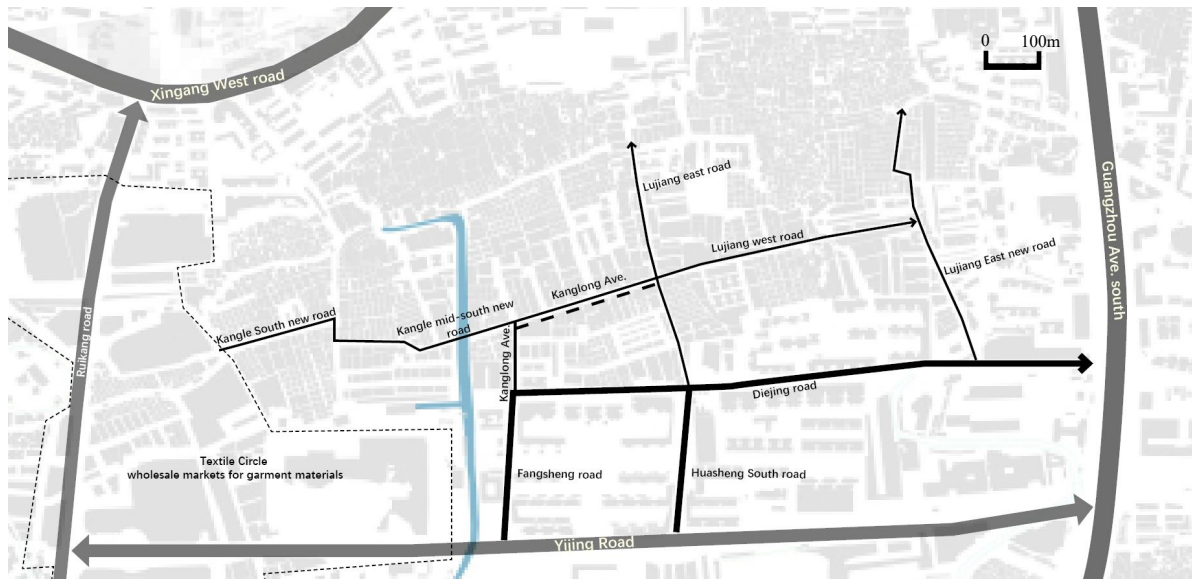 0 100m
Xingang West road
Lujiang east road
Guangzhou Ave. south
Lujiang west road
Lujiang East new road
Kanglong Ave.
Kangle South new road
Kangle mid-south new
road
Ruikang road
Kanglong Ave.
Diejing road
Textile Circle
wholesale markets for garment materials
Fangsheng road
Huasheng South road
Yijing Road